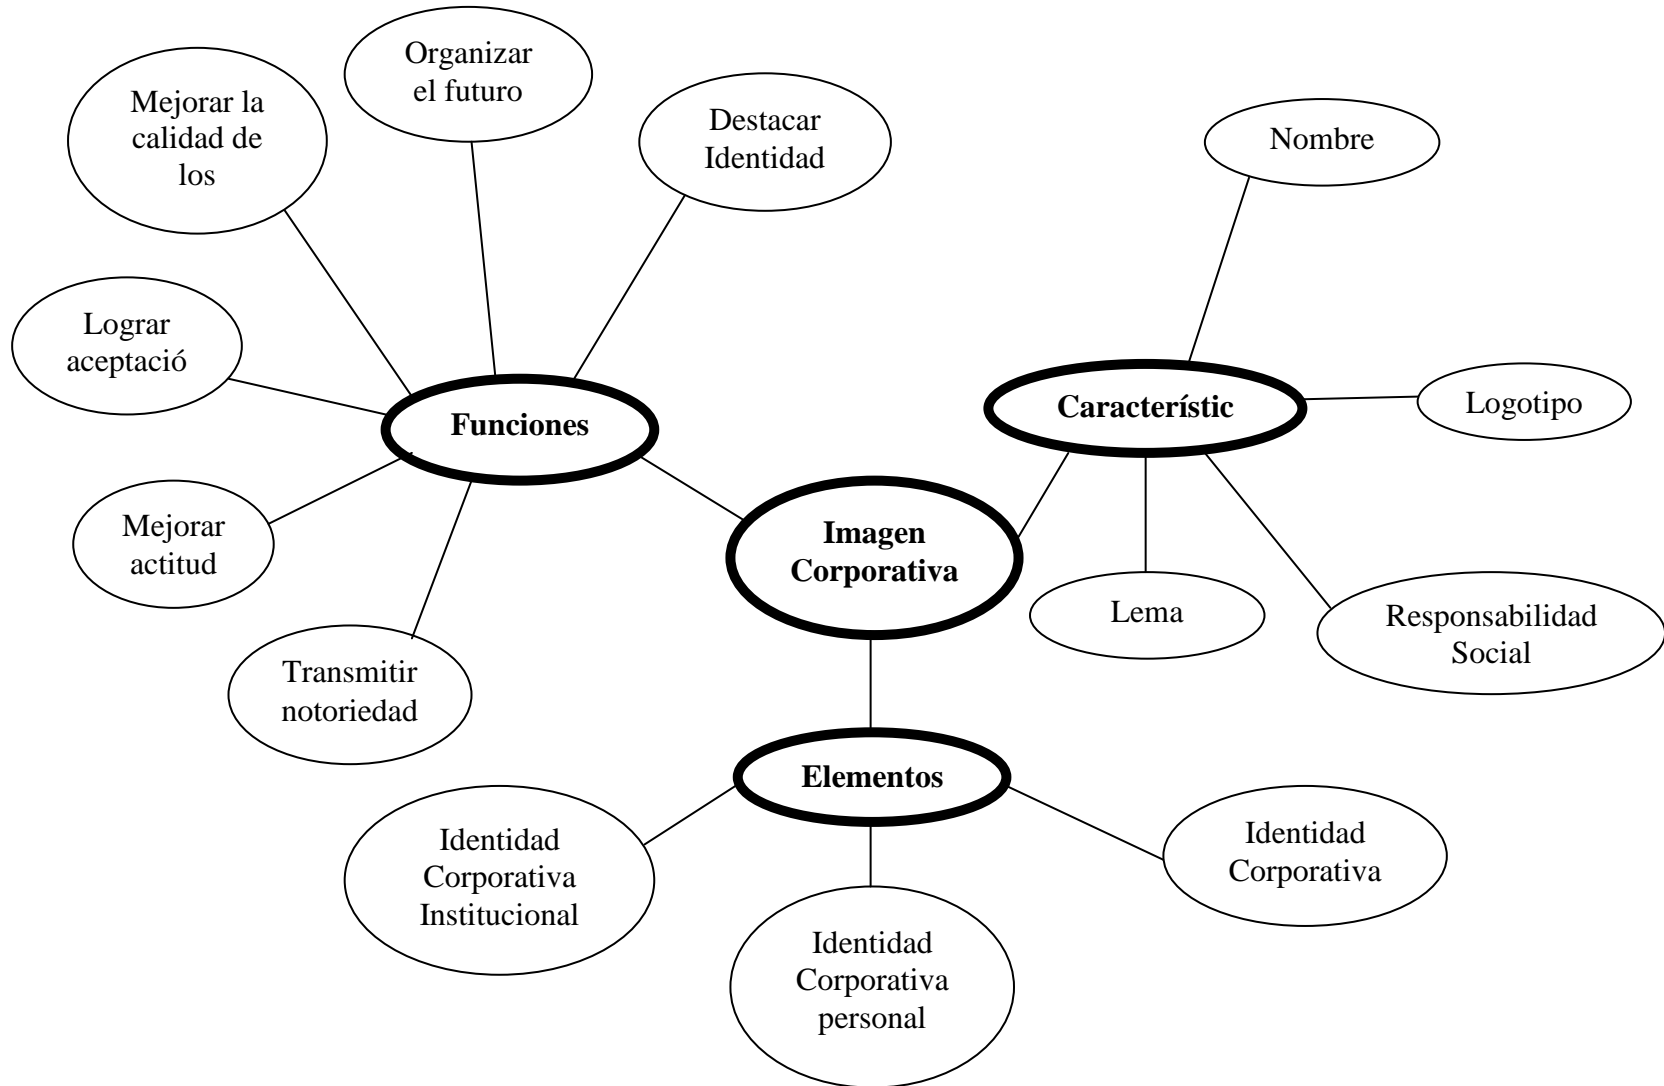 Organizar
el futuro
Mejorar la
calidad de
los
Destacar
Identidad
Nombre
Lograr
aceptació
Funciones
Característic
Logotipo
Mejorar
actitud
Imagen
Corporativa
Lema
Responsabilidad
Social
Transmitir
notoriedad
Elementos
Identidad
Corporativa
Institucional
Identidad
Corporativa
personal
Identidad
Corporativa